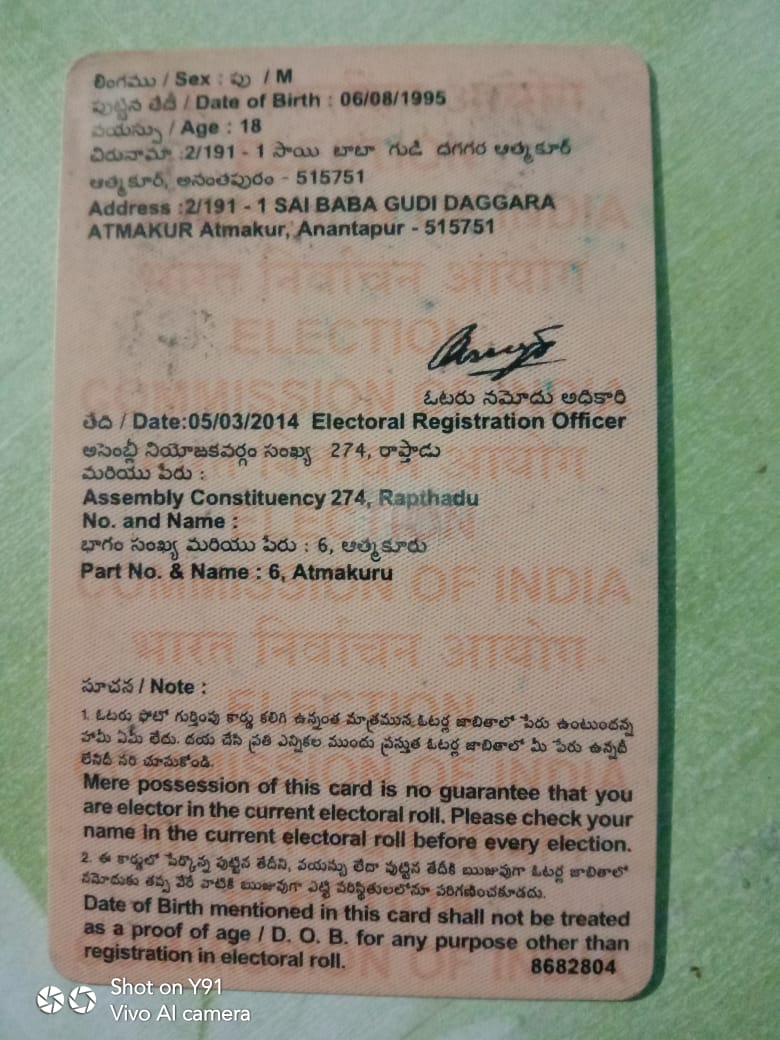 లింగము / Sex : పు / M
పుట్టిన తేదీ / Date of Birth : 06/08/1995
వయస్సు / Age : 18
చిరునామా :2/191 - 1 సాయి బాబా గుడి దగగర ఆత్మకూర్
ఆత్మకూర్, అనంతపురం - 515751
Address :2/191 - 1 SAI BABA GUDI DAGGARA
ATMAKUR Atmakur, Anantapur - 515751
ఓటరు నమోదు అధికారి
తేది / Date:05/03/2014 Electoral Registration Officer
అసెంబ్లీ నియోజకవర్గం సంఖ్య 274, రాప్తాడు
మరియు పేరు :
Assembly Constituency 274, Rapthadu
No. and Name :
భాగం సంఖ్య మరియు పేరు : 6, ఆత్మకూరు
Part No. & Name : 6, Atmakuru
సూచన / Note :
1. ఓటరు ఫోటో గుర్తింపు కార్డు కలిగి ఉన్నంత మాత్రమున ఓటర్ల జాబితాలో పేరు ఉంటుందన్న
హామీ ఏమీ లేదు. దయ చేసి ప్రతి ఎన్నికల ముందు ప్రస్తుత ఓటర్ల జాబితాలో మీ పేరు ఉన్నదీ
లేనిదీ సరి చూసుకోండి.
Mere possession of this card is no guarantee that you
are elector in the current electoral roll. Please check your
name in the current electoral roll before every election.
2. ఈ కార్డులో పేర్కొన్న పుట్టిన తేదీని, వయస్సు లేదా పుట్టిన తేదీకి ఋజువుగా ఓటర్ల జాబితాలో
నమోదుకు తప్ప వేరే వాటికి ఋజువుగా ఎట్టి పరిస్థితులలోనూ పరిగణించకూడదు.
Date of Birth mentioned in this card shall not be treated
as a proof of age / D. O. B. for any purpose other than
registration in electoral roll.
8682804
भारत निर्वाचन आयोग
ELECTION
COMMISSION OF INDIA
Shot on Y91
Vivo AI camera